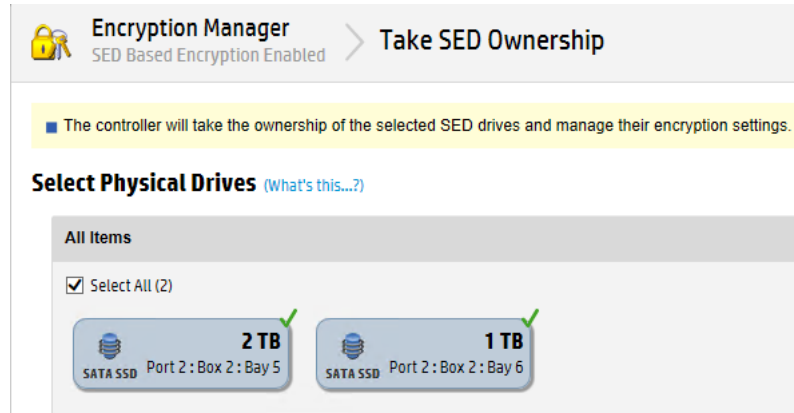 Encryption Manager
SED Based Encryption Enabled
Take SED Ownership
The controller will take the ownership of the selected SED drives and manage their encryption settings.
Select Physical Drives (What's this...?)
All Items
Select All (2)
2 TB
SATA SSD Port 2 : Box 2 : Bay 5
1 TB
SATA SSD Port 2 : Box 2 : Bay 6